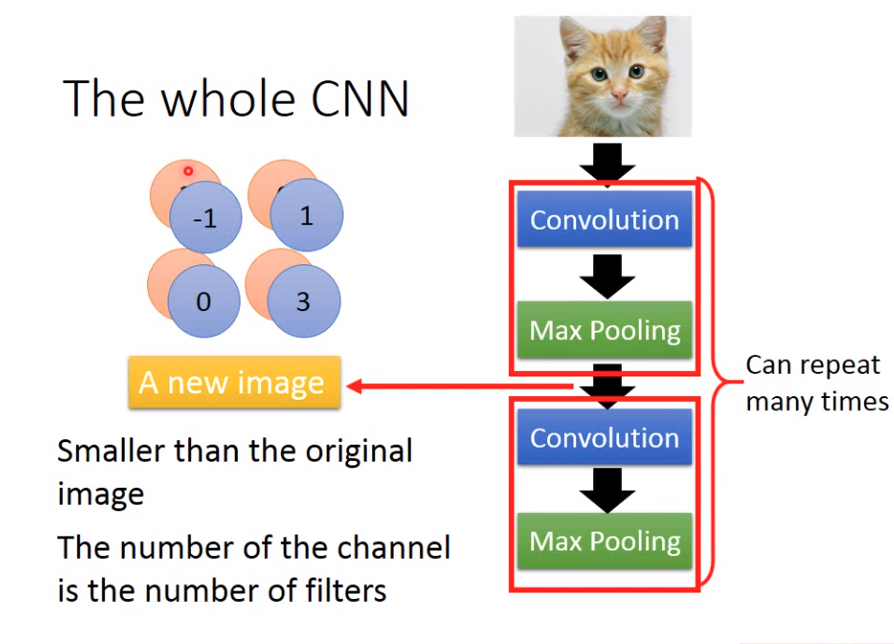 The whole CNN
-1
1
0
3
A new image
Smaller than the original
image
The number of the channel
is the number of filters
Convolution
Max Pooling
Convolution
Max Pooling
Can repeat
many times